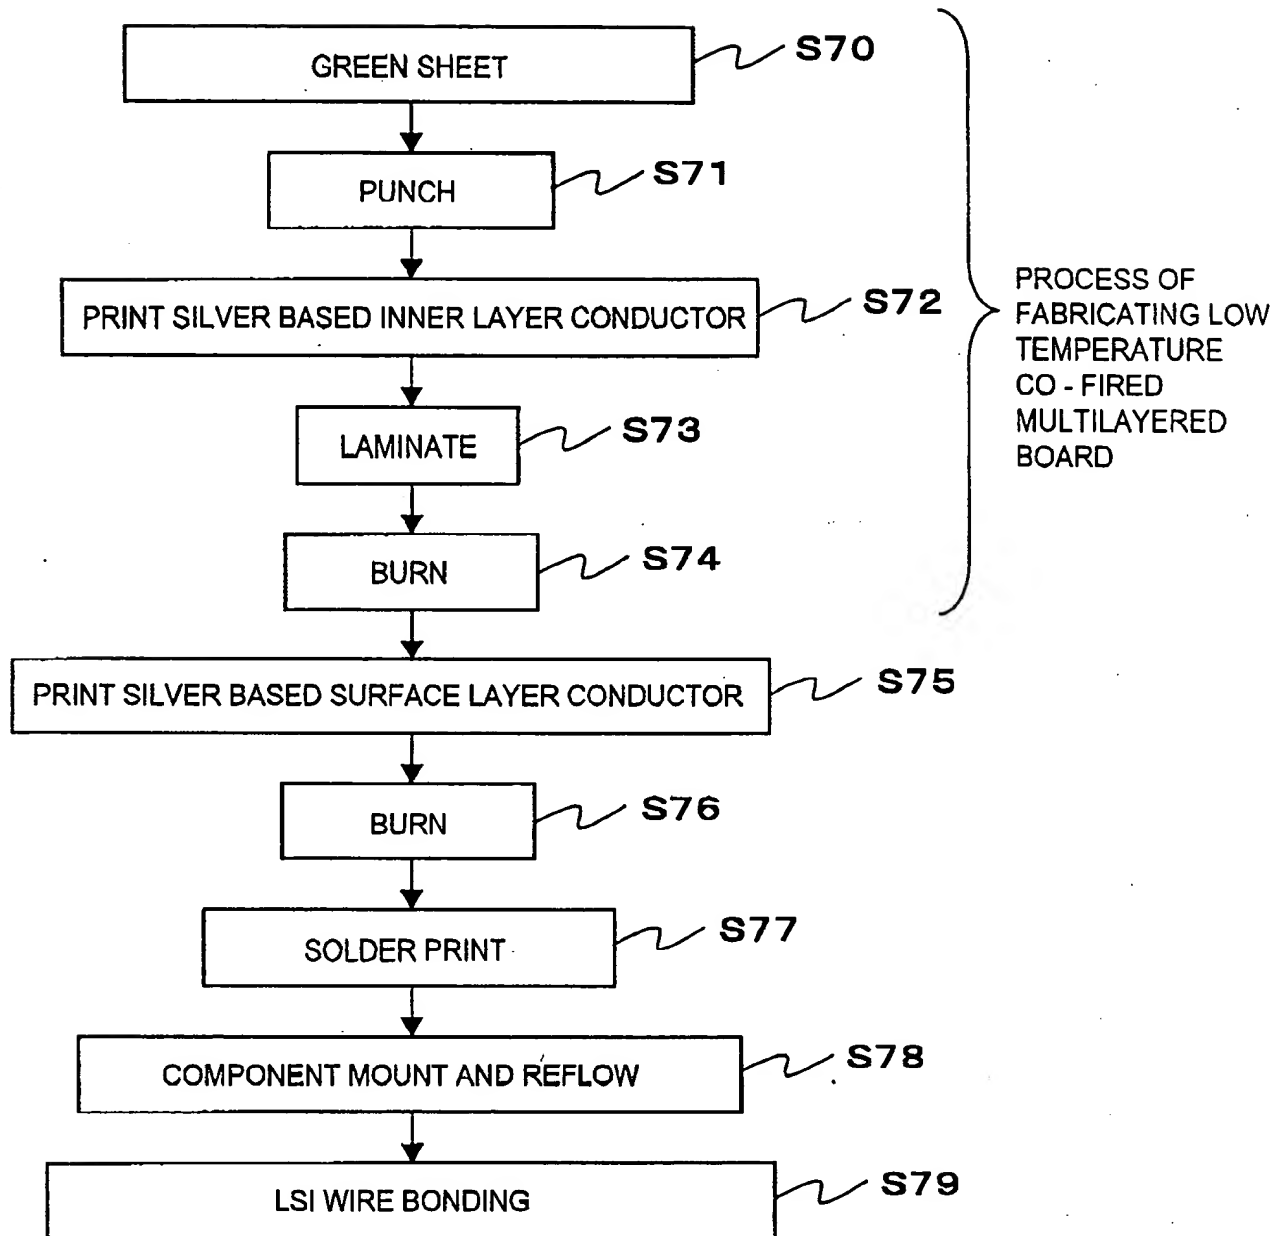 GREEN SHEET
S70
PUNCH
S71
PRINT SILVER BASED INNER LAYER CONDUCTOR
S72
LAMINATE
S73
BURN
S74
PROCESS OF
FABRICATING LOW
TEMPERATURE
CO - FIRED
MULTILAYERED
BOARD
PRINT SILVER BASED SURFACE LAYER CONDUCTOR
S75
BURN
S76
SOLDER PRINT
S77
COMPONENT MOUNT AND REFLOW
S78
LSI WIRE BONDING
S79